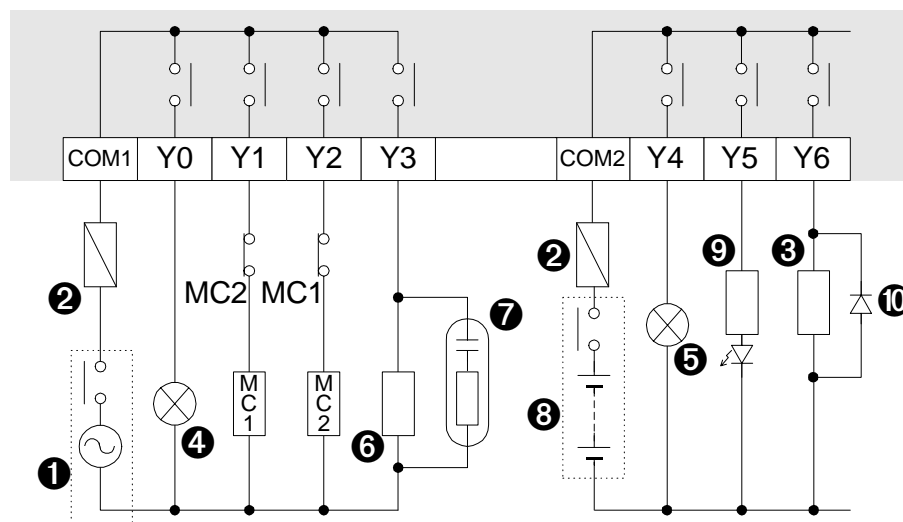 COM1 Y0 Y1 Y2 Y3 COM2 Y4 Y5 Y6
❷ MC2 MC1 ❷ ❾ ❸ ❿
❼
❺
MC1 MC2
❹ ❻ ❽
❶